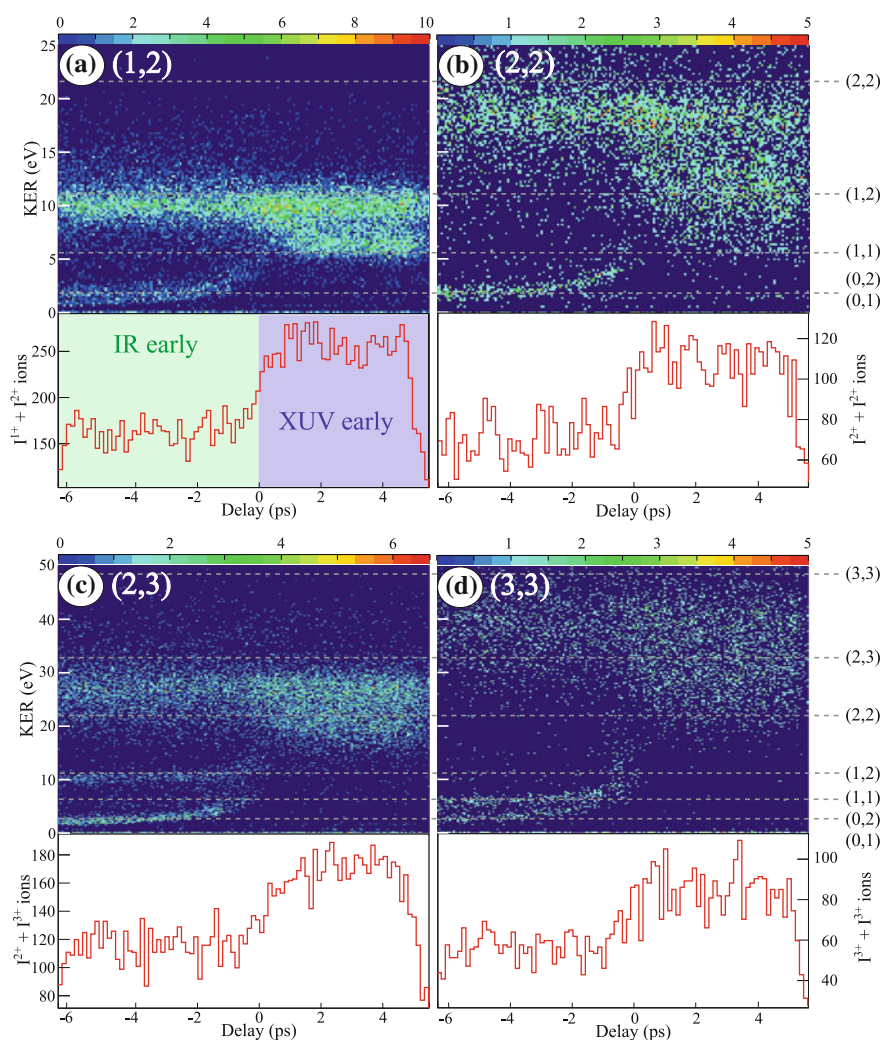 0 2 4 6 8 10
0 1 2 3 4 5
(a) (1,2)
(b) (2,2)
25
20
15
10
5
0
KER (eV)
(2,2)
(1,2)
(1,1)
(0,2)
(0,1)
IR early
XUV early
250
200
150
I1+ + I2+ ions
120
100
80
60
I2+ + I2+ ions
-6 -4 -2 0 2 4
Delay (ps)
-6 -4 -2 0 2 4
Delay (ps)
0 2 4 6
0 1 2 3 4 5
(c) (2,3)
(d) (3,3)
50
40
30
20
10
0
KER (eV)
(3,3)
(2,3)
(2,2)
(1,2)
(1,1)
(0,2)
(0,1)
180
160
140
120
100
80
I2+ + I3+ ions
100
80
60
40
I3+ + I3+ ions
-6 -4 -2 0 2 4
Delay (ps)
-6 -4 -2 0 2 4
Delay (ps)